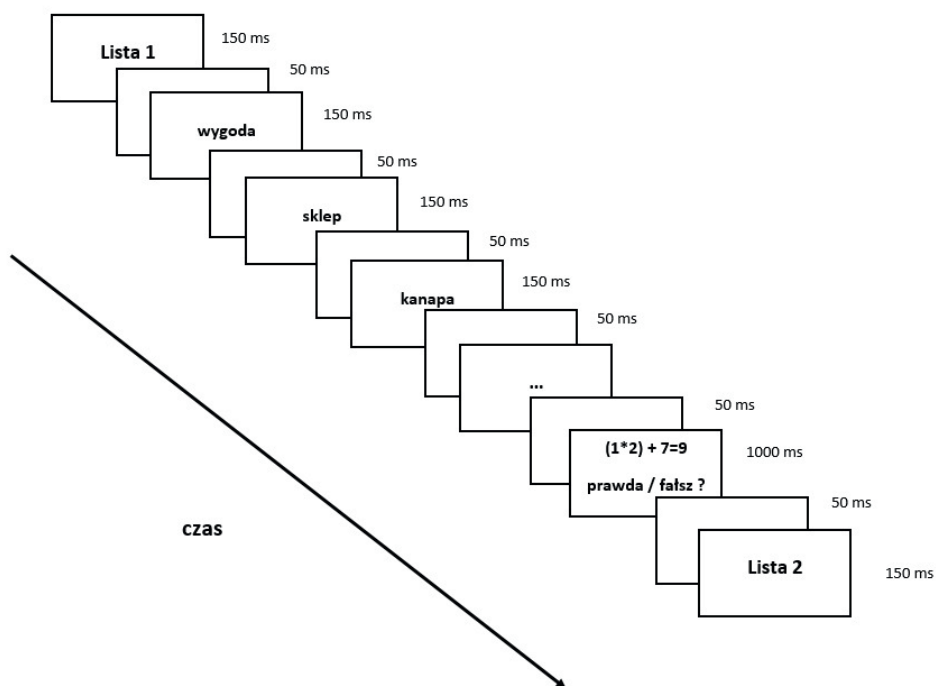 Lista 1
150 ms
50 ms
wygoda
150 ms
50 ms
sklep
150 ms
50 ms
kanapa
150 ms
50 ms
...
50 ms
(1*2) + 7=9
prawda / fałsz ?
1000 ms
50 ms
Lista 2
150 ms
czas